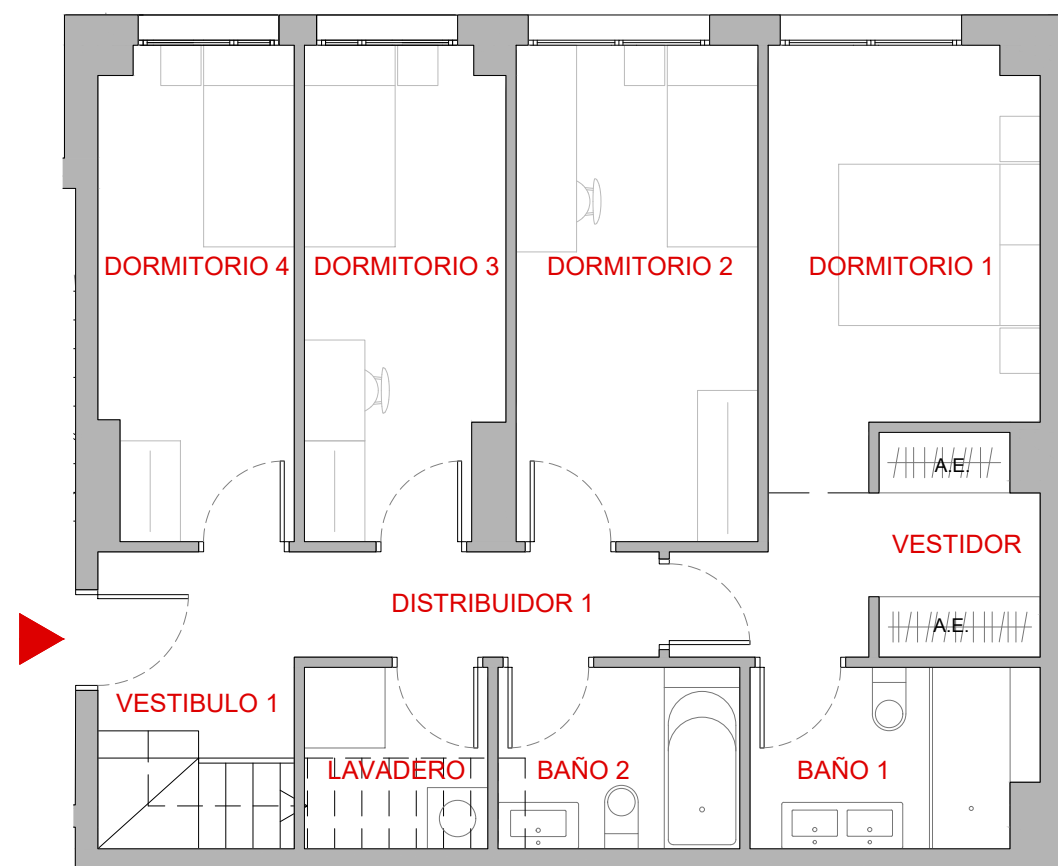 DORMITORIO 4
DORMITORIO 3
DORMITORIO 2
DORMITORIO 1
A.E.
VESTIDOR
DISTRIBUIDOR 1
A.E.
VESTIBULO 1
LAVADERO
BAÑO 2
BAÑO 1